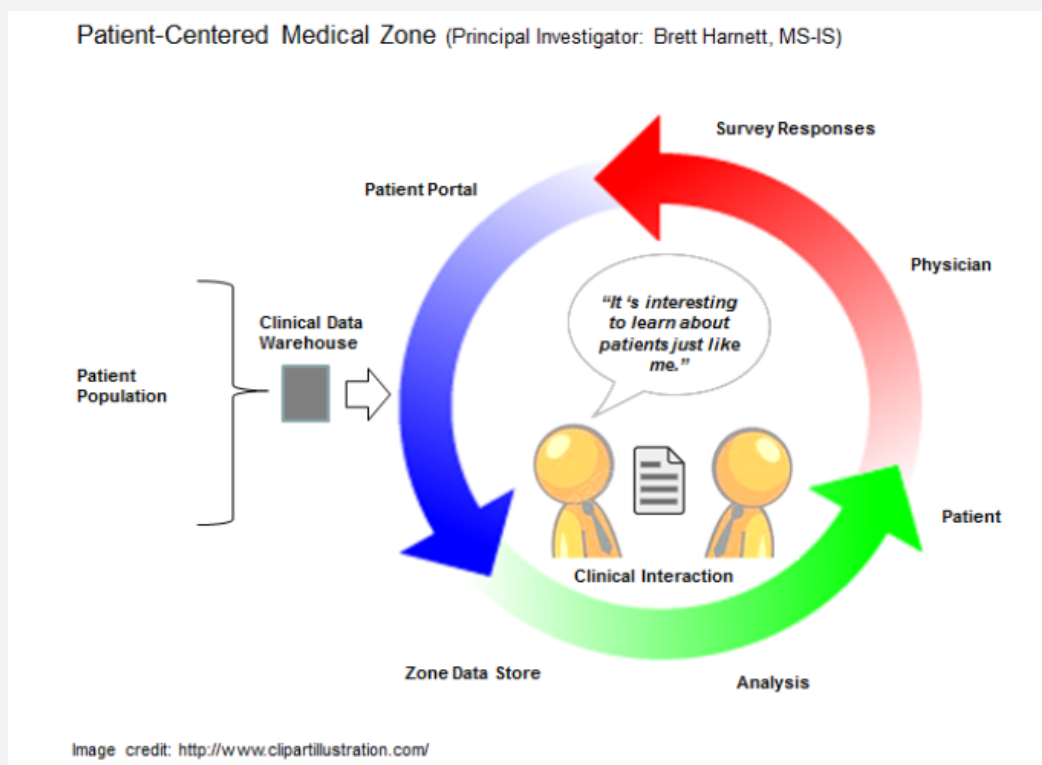 Patient-Centered Medical Zone (Principal Investigator: Brett Harnett, MS-IS)
Survey Responses
Patient Portal
Physician
"It 's interesting
to learn about
patients just like
me."
Clinical Data
Warehouse
Patient
Population
Patient
Clinical Interaction
Zone Data Store
Analysis
Image credit: http://www.clipartillustration.com/